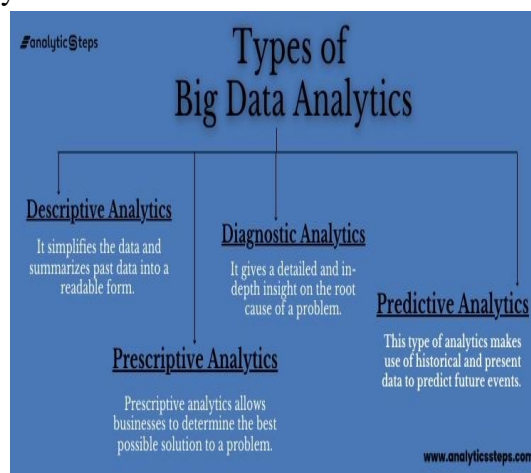 analyticSteps
Types of
Big Data Analytics
Descriptive Analytics
It simplifies the data and
summarizes past data into a
readable form.
Diagnostic Analytics
It gives a detailed and in-
depth insight on the root
cause of a problem.
Predictive Analytics
This type of analytics makes
use of historical and present
data to predict future events.
Prescriptive Analytics
Prescriptive analytics allows
businesses to determine the best
possible solution to a problem.
www.analyticssteps.com